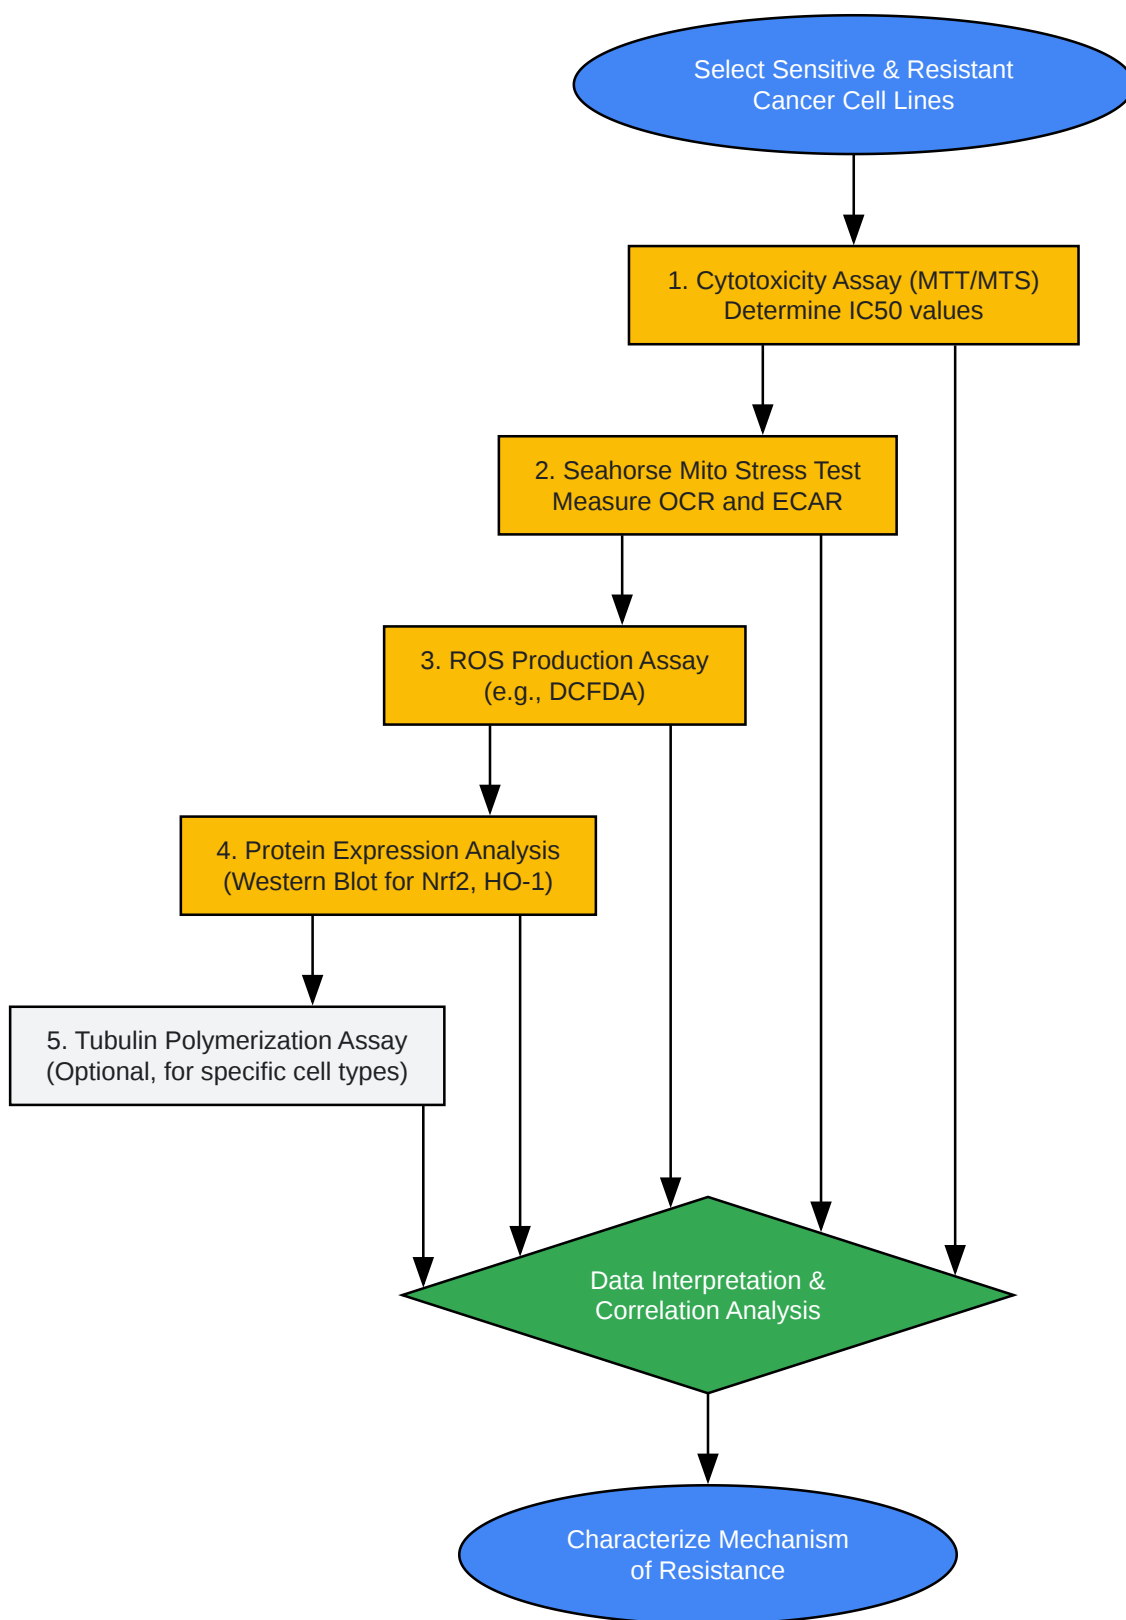 Select Sensitive & Resistant
Cancer Cell Lines
1. Cytotoxicity Assay (MTT/MTS)
Determine IC50 values
2. Seahorse Mito Stress Test
Measure OCR and ECAR
3. ROS Production Assay
(e.g., DCFDA)
4. Protein Expression Analysis
(Western Blot for Nrf2, HO-1)
5. Tubulin Polymerization Assay
(Optional, for specific cell types)
Data Interpretation &
Correlation Analysis
Characterize Mechanism
of Resistance